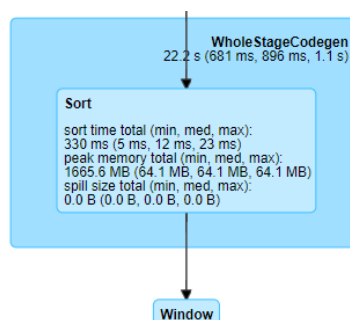 WholeStageCodegen
22.2 s (681 ms, 896 ms, 1.1 s)
Sort
sort time total (min, med, max):
330 ms (5 ms, 12 ms, 23 ms)
peak memory total (min, med, max):
1665.6 MB (64.1 MB, 64.1 MB, 64.1 MB)
spill size total (min, med, max):
0.0 B (0.0 B, 0.0 B, 0.0 B)
Window